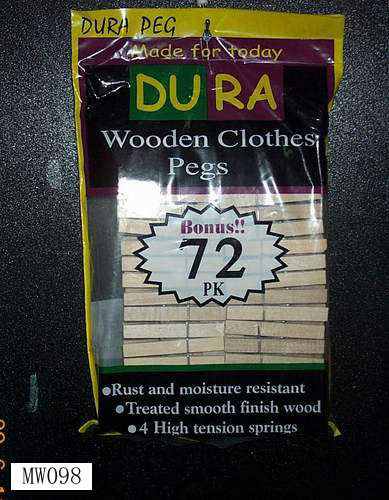 DURA PEG
Made for today
DURA
Wooden Clothes
Pegs
Bonus!!
72
PK
Rust and moisture resistant
Treated smooth finish wood
4 High tension springs
MW098